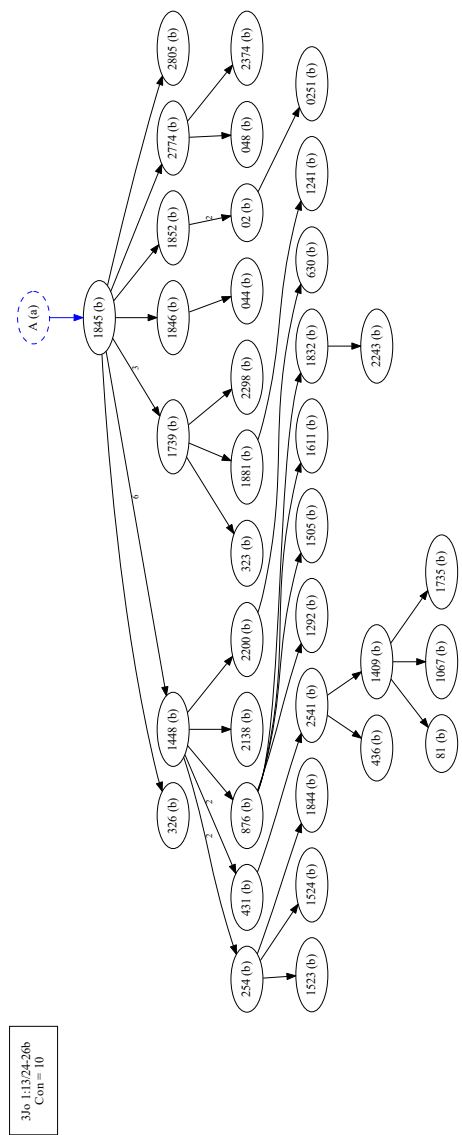 3Jo 1:13/24-26b
Con = 10
A (a)
1845 (b)
326 (b)
1448 (b)
6
1739 (b)
3
1846 (b)
1852 (b)
2774 (b)
2805 (b)
254 (b)
2
431 (b)
2
876 (b)
2138 (b)
2200 (b)
323 (b)
1881 (b)
2298 (b)
044 (b)
02 (b)
2
048 (b)
2374 (b)
1523 (b)
1524 (b)
1844 (b)
2541 (b)
1292 (b)
1505 (b)
1611 (b)
1832 (b)
630 (b)
1241 (b)
0251 (b)
436 (b)
1409 (b)
2243 (b)
81 (b)
1067 (b)
1735 (b)